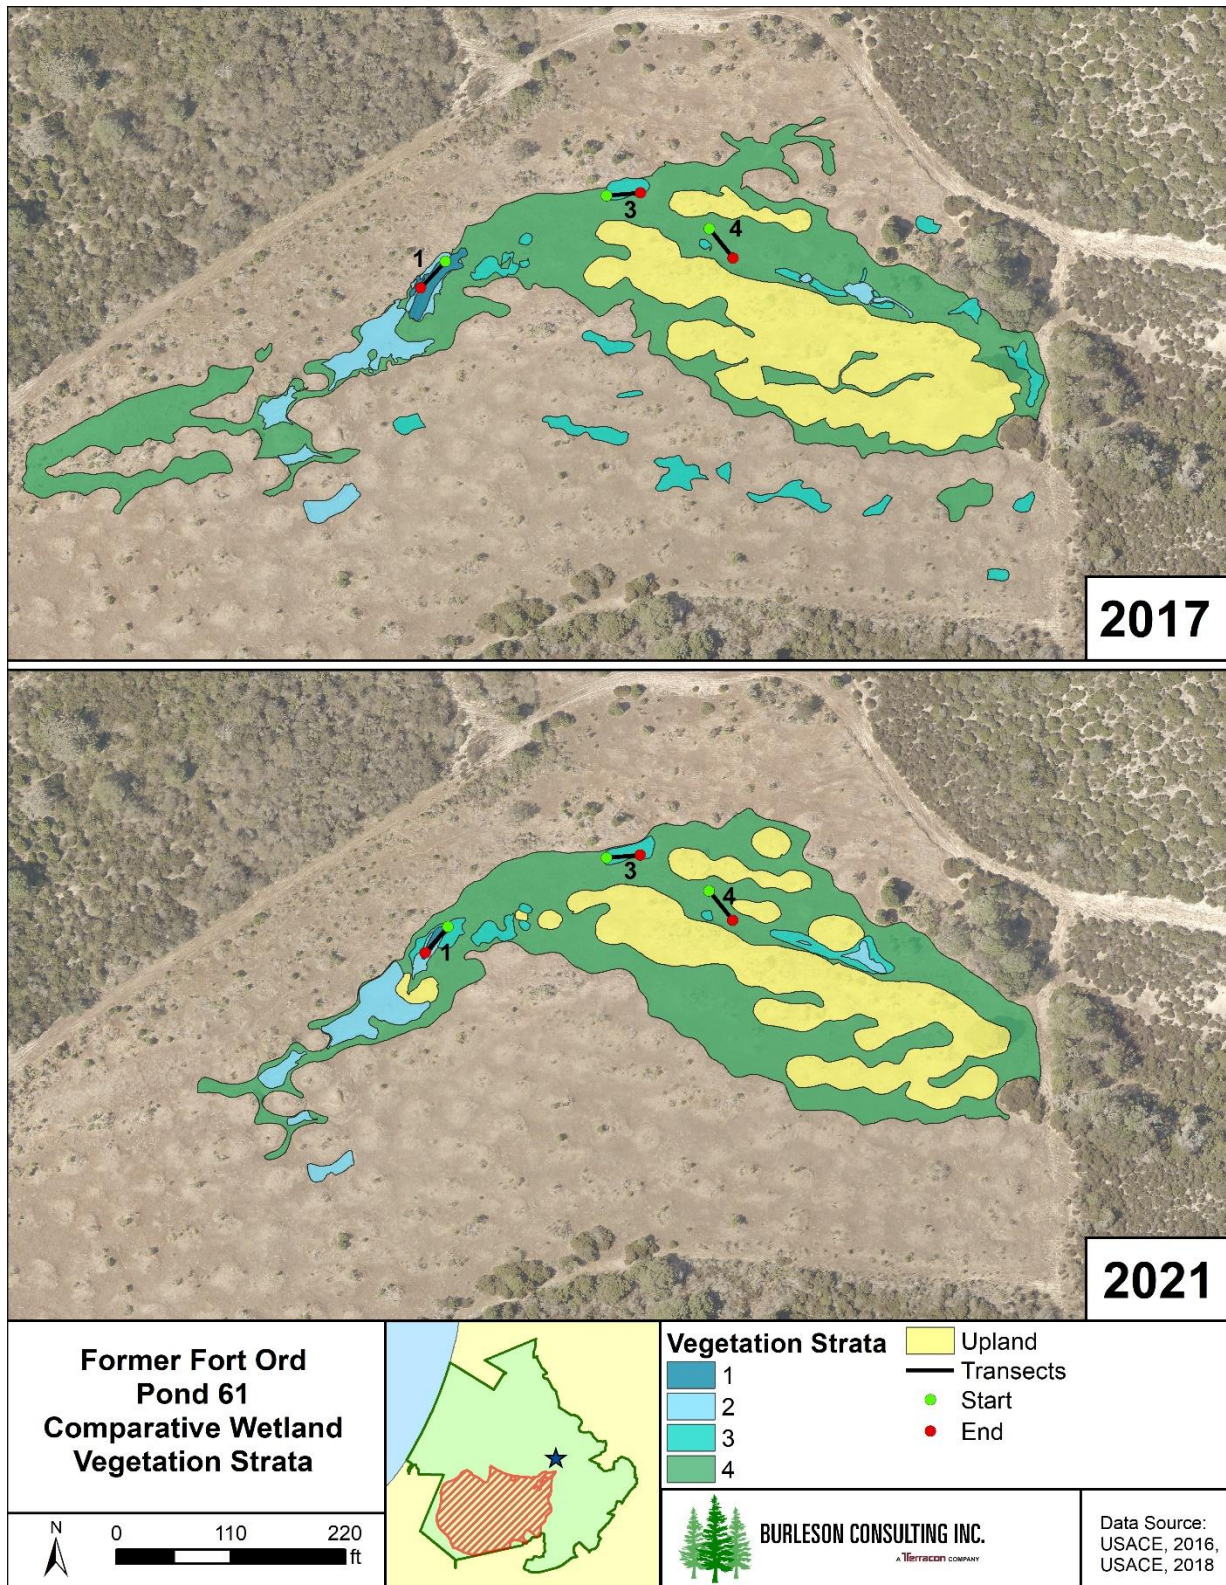 1
3
4
2017
3
4
1
2021
Former Fort Ord
Pond 61
Comparative Wetland
Vegetation Strata
N
0 110 220
ft
Vegetation Strata
1
2
3
4
Upland
Transects
Start
End
BURLESON CONSULTING INC.
A Terracon COMPANY
Data Source:
USACE, 2016,
USACE, 2018